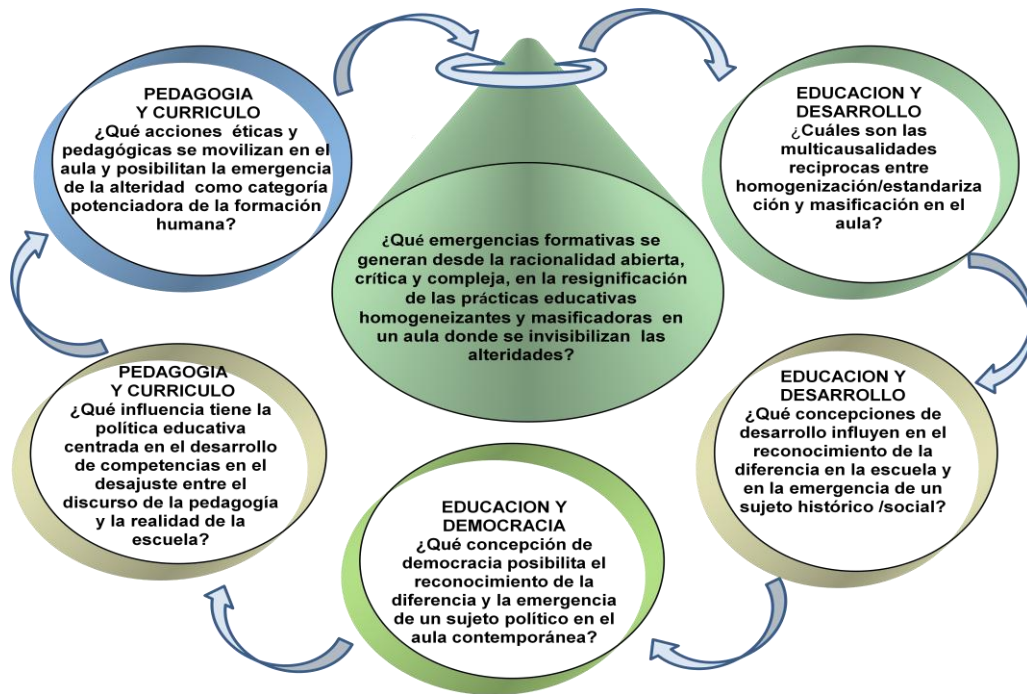 PEDAGOGIA
Y CURRICULO
¿Qué acciones éticas y
pedagógicas se movilizan en el
aula y posibilitan la emergencia
de la alteridad como categoría
potenciadora de la formación
humana?
¿Qué emergencias formativas se
generan desde la racionalidad abierta,
crítica y compleja, en la resignificación
de las prácticas educativas
homogeneizantes y masificadoras en
un aula donde se invisibilizan las
alteridades?
EDUCACION Y
DESARROLLO
¿Cuáles son las
multicausalidades
reciprocas entre
homogenización/estandariza
ción y masificación en el
aula?
EDUCACION Y
DESARROLLO
¿Qué concepciones de
desarrollo influyen en el
reconocimiento de la
diferencia en la escuela y
en la emergencia de un
sujeto histórico /social?
EDUCACION Y
DEMOCRACIA
¿Qué concepción de
democracia posibilita el
reconocimiento de la
diferencia y la emergencia
de un sujeto político en el
aula contemporánea?
PEDAGOGIA
Y CURRICULO
¿Qué influencia tiene la
política educativa
centrada en el desarrollo
de competencias en el
desajuste entre el
discurso de la pedagogía
y la realidad de la
escuela?